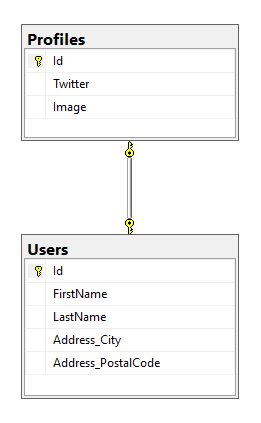 Profiles
Id
Twitter
Image
Users
Id
FirstName
LastName
Address_City
Address_PostalCode